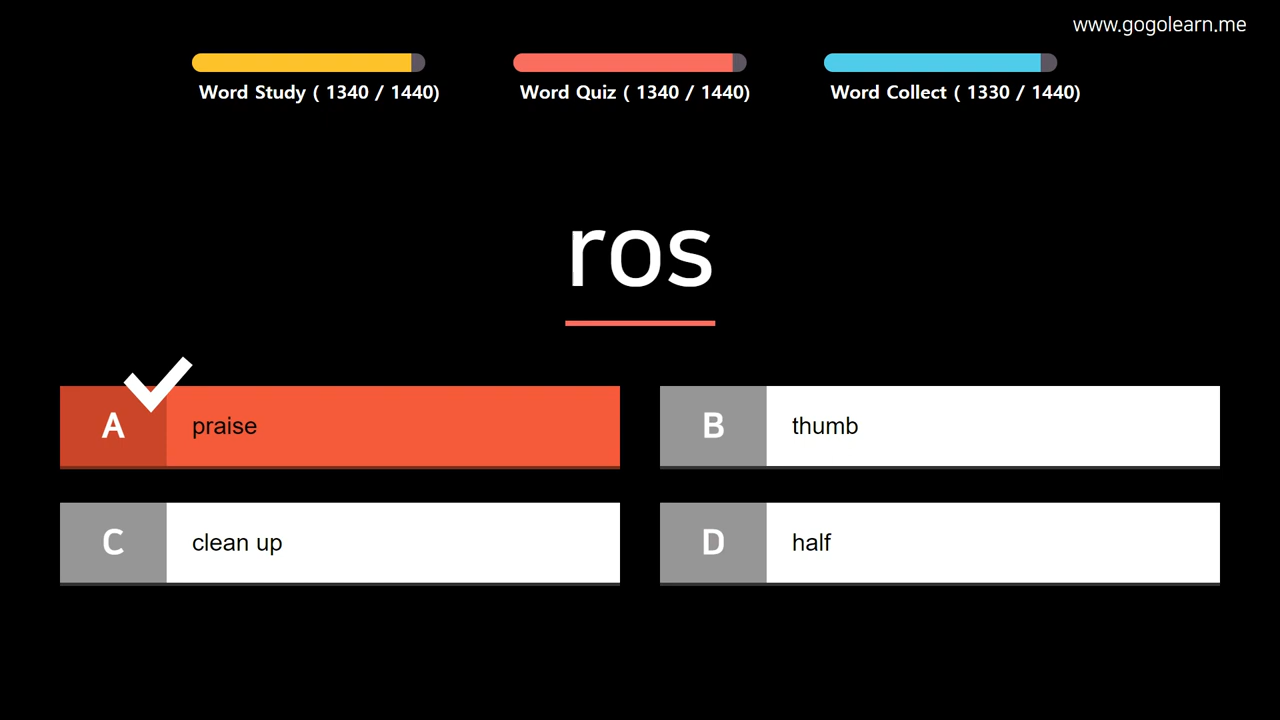 www.gogolearn.me
Word Study ( 1340 / 1440)
Word Quiz ( 1340 / 1440)
Word Collect ( 1330 / 1440)
ros
A praise
B thumb
C clean up
D half